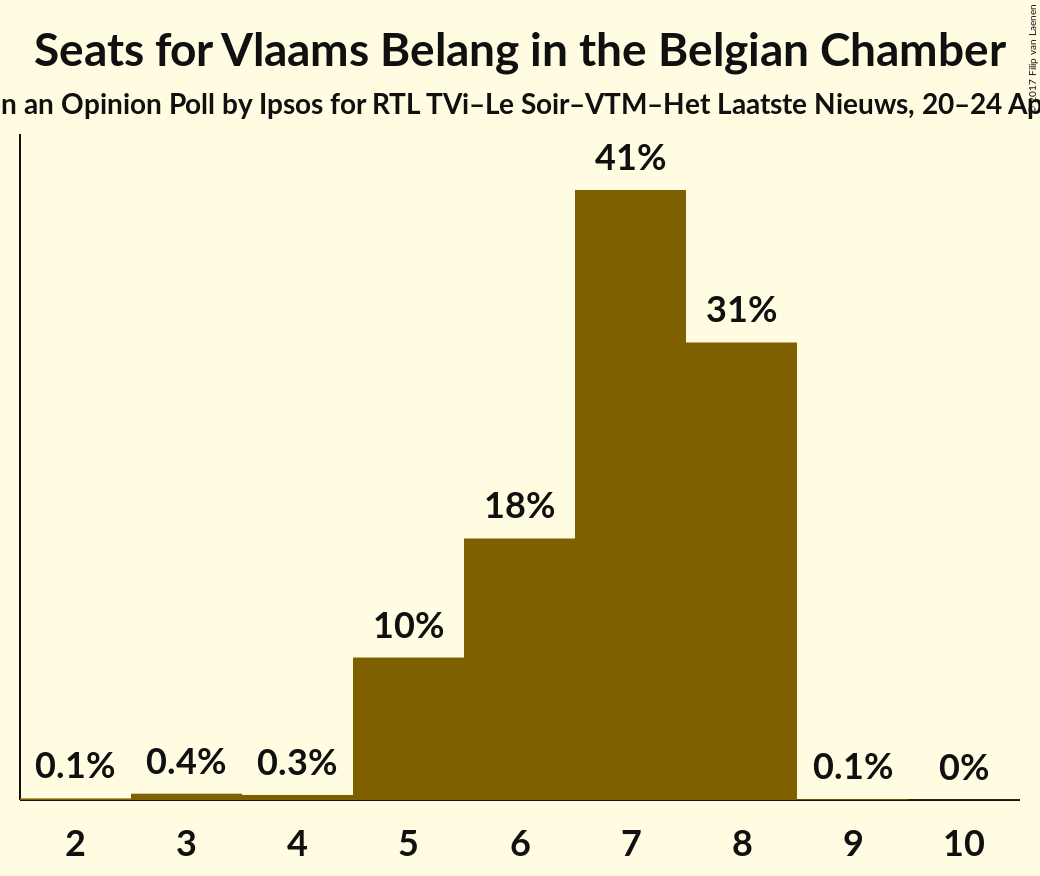 Seats for Vlaams Belang in the Belgian Chamber
n an Opinion Poll by Ipsos for RTL TVi–Le Soir–VTM–Het Laatste Nieuws, 20–24 Ap
2017 Filip van Laenen
41%
31%
18%
10%
0.1%
0.4%
0.3%
0.1%
0%
2 3 4 5 6 7 8 9 10